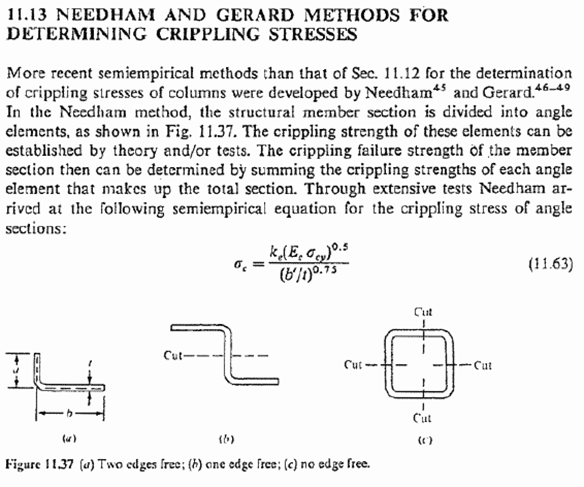 11.13 NEEDHAM AND GERARD METHODS FOR
DETERMINING CRIPPLING STRESSES
More recent semiempirical methods than that of Sec. 11.12 for the determination
of crippling stresses of columns were developed by Needham⁴⁵ and Gerard.⁴⁶⁻⁴⁹
In the Needham method, the structural member section is divided into angle
elements, as shown in Fig. 11.37. The crippling strength of these elements can be
established by theory and/or tests. The crippling failure strength of the member
section then can be determined by summing the crippling strengths of each angle
element that makes up the total section. Through extensive tests Needham ar-
rived at the following semiempirical equation for the crippling stress of angle
sections:
σc = ke(Ec σcy)^0.5 / (b'/t)^0.75 (11.63)
Cut
Cut
Cut
Cut
Cut
a
t
b
(a)
(b)
(c)
Figure 11.37 (a) Two edges free; (b) one edge free; (c) no edge free.